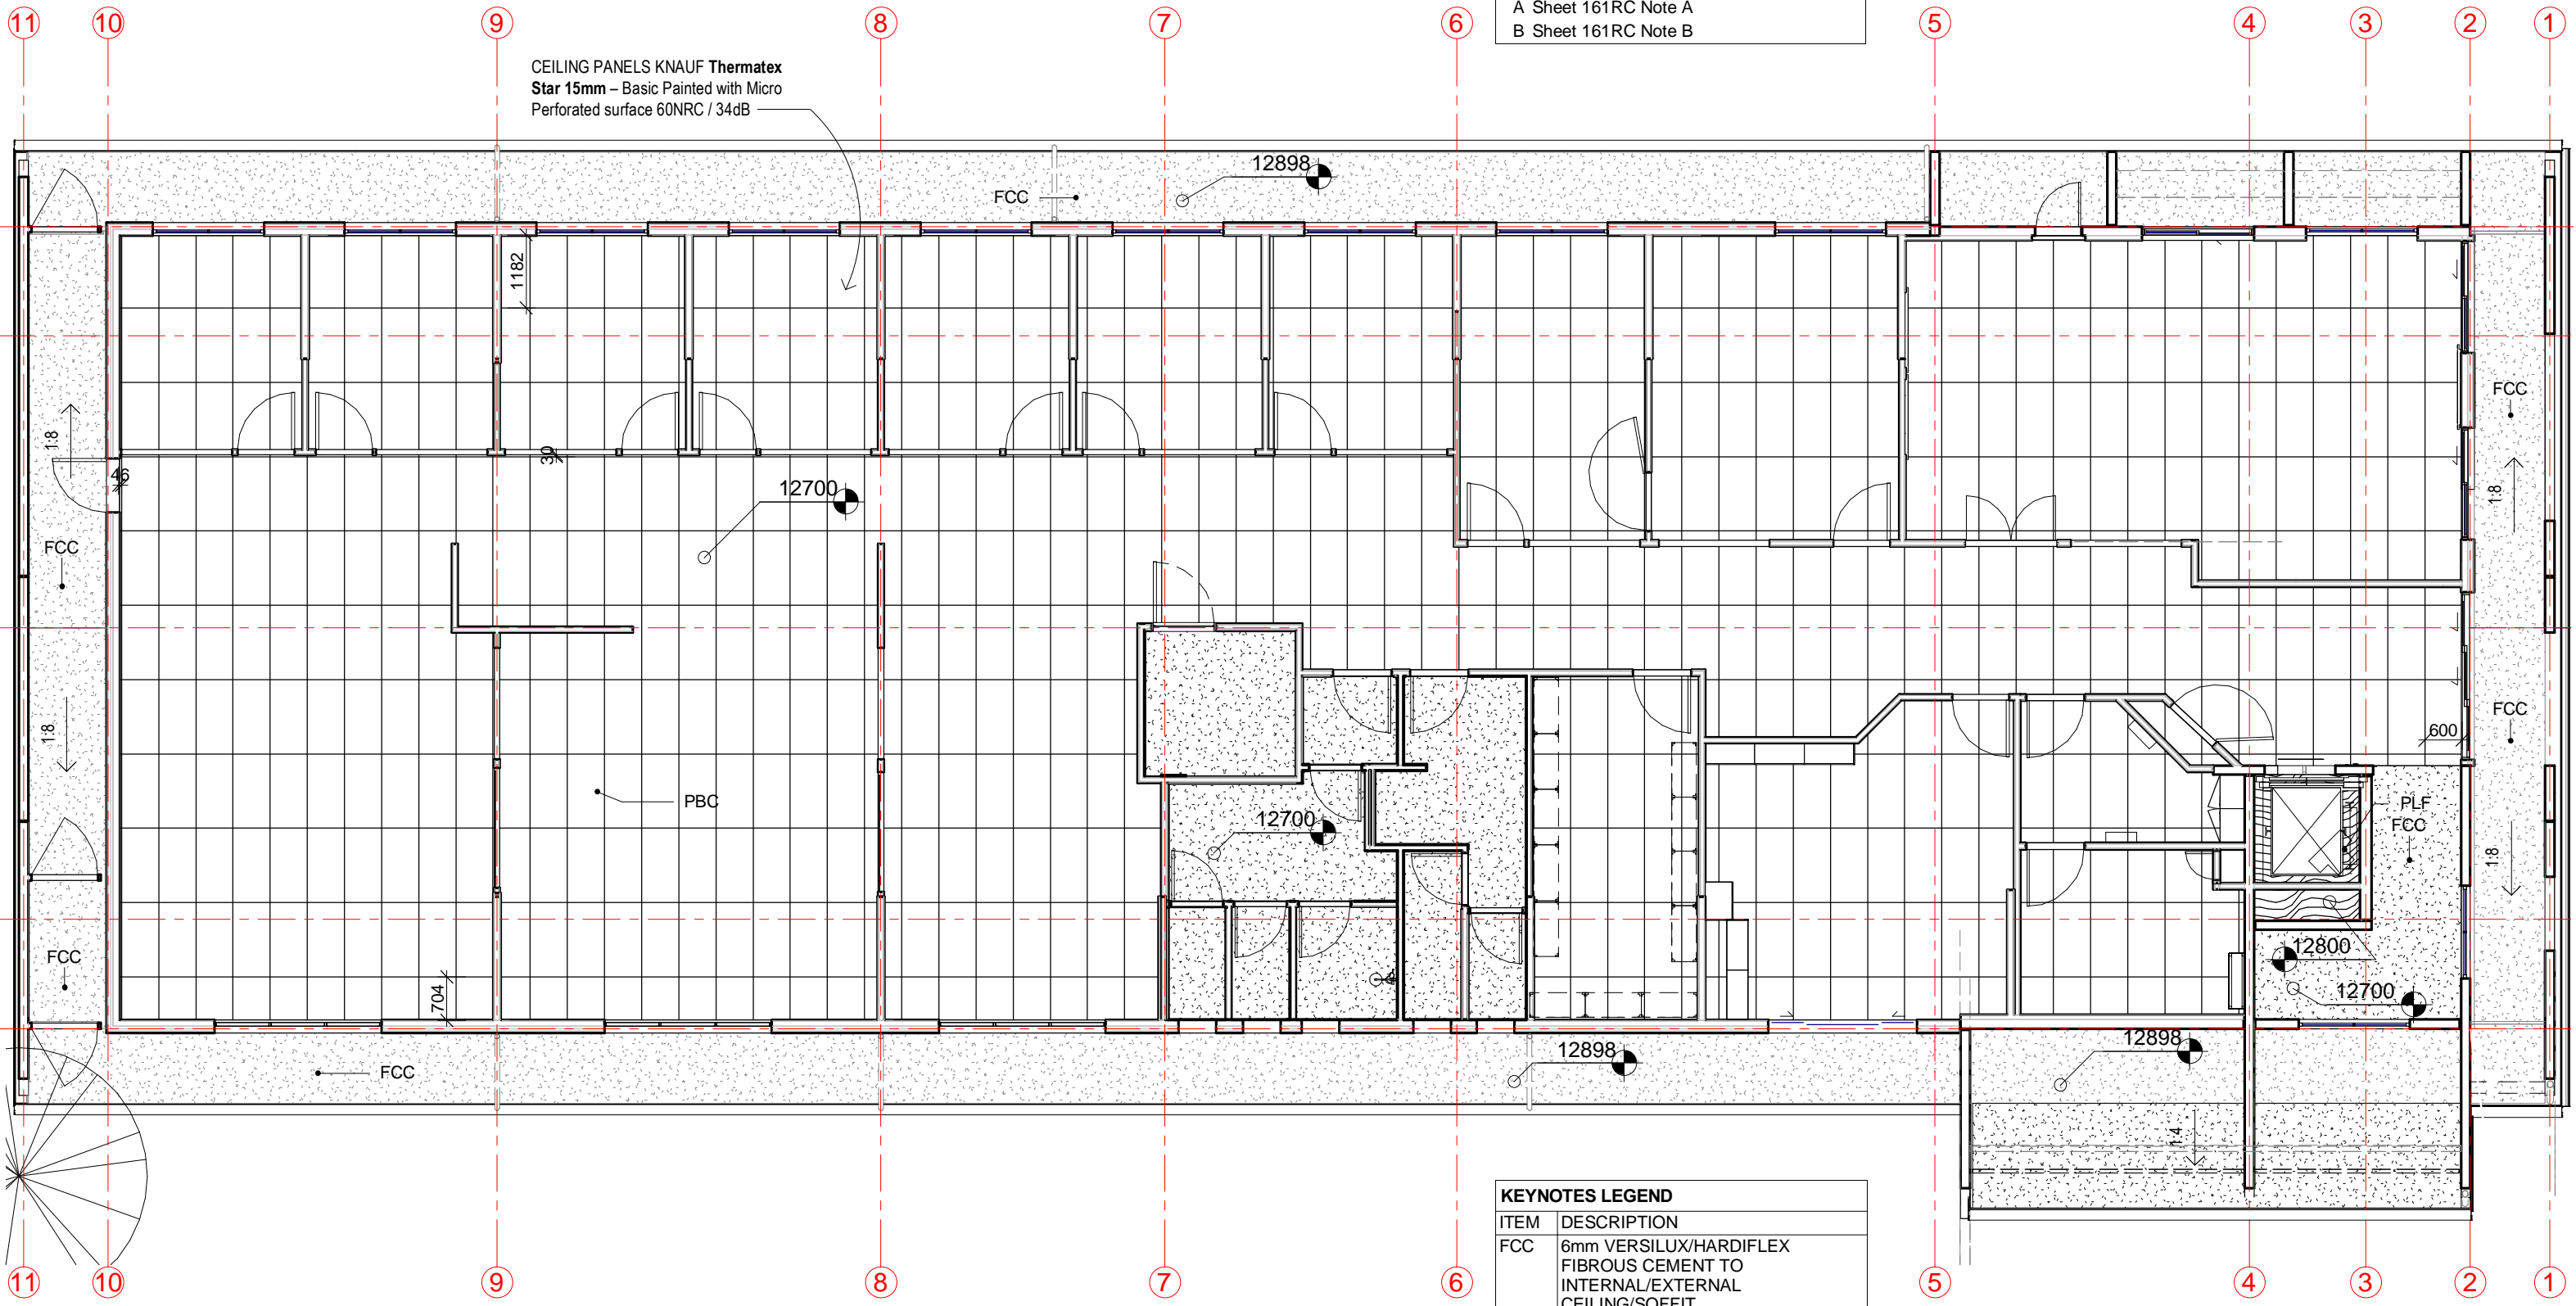 11 10 9 8 7 6 5 4 3 2 1
A Sheet 161RC Note A
B Sheet 161RC Note B
CEILING PANELS KNAUF Thermatex
Star 15mm – Basic Painted with Micro
Perforated surface 60NRC / 34dB
12898
FCC
1182
FCC
1:8
30
46
12700
1:8
FCC
1:8
FCC
600
PBC
PLF
FCC
12700
1:8
FCC
12800
704
12700
12898
12898
FCC
1:4
KEYNOTES LEGEND
ITEM DESCRIPTION
FCC 6mm VERSILUX/HARDIFLEX
FIBROUS CEMENT TO
INTERNAL/EXTERNAL
CEILING/SOFFIT
11 10 9 8 7 6 5 4 3 2 1